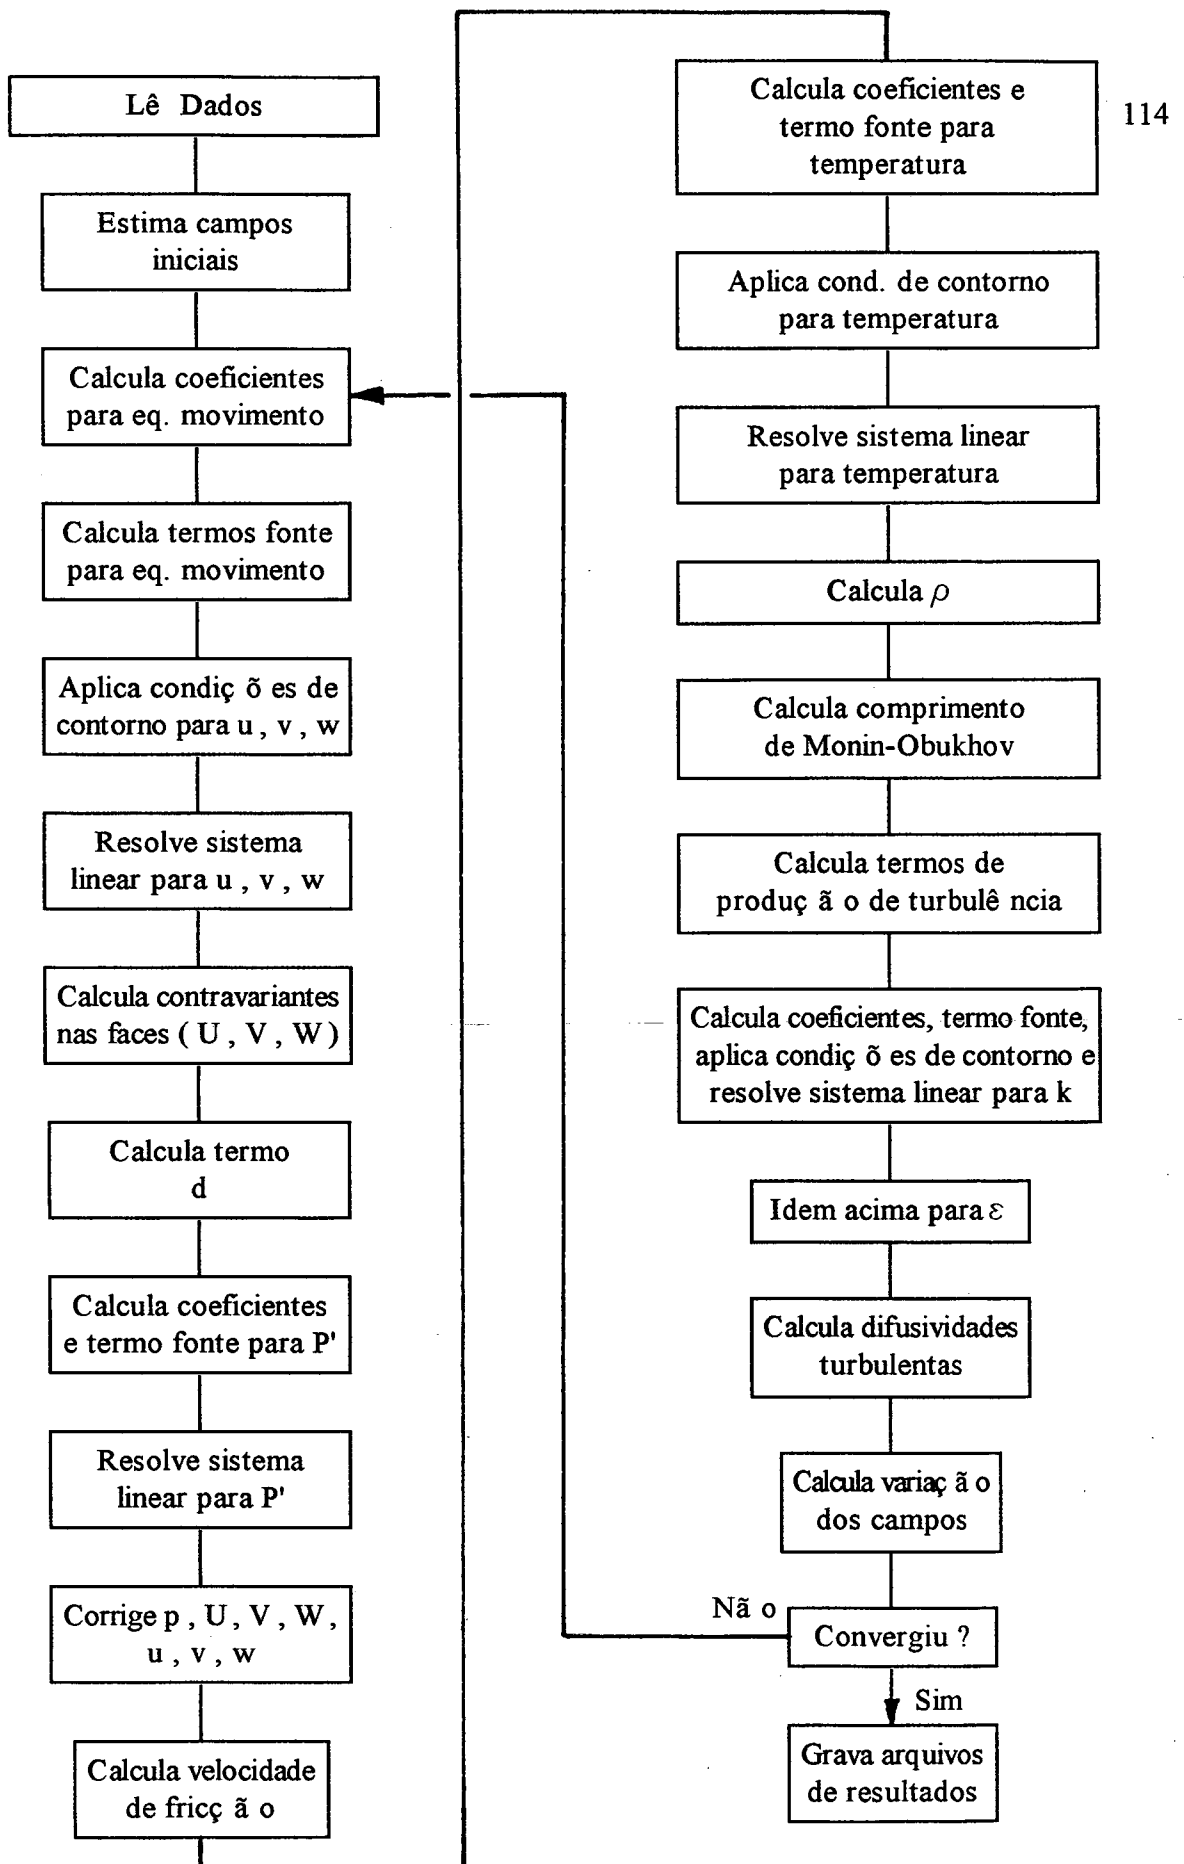 Lê Dados
Estima campos
iniciais
Calcula coeficientes
para eq. movimento
Calcula termos fonte
para eq. movimento
Aplica condiç õ es de
contorno para u , v , w
Resolve sistema
linear para u , v , w
Calcula contravariantes
nas faces ( U , V , W )
Calcula termo
d
Calcula coeficientes
e termo fonte para P'
Resolve sistema
linear para P'
Corrige p , U , V , W ,
u , v , w
Calcula velocidade
de fricç ã o
114
Calcula coeficientes e
termo fonte para
temperatura
Aplica cond. de contorno
para temperatura
Resolve sistema linear
para temperatura
Calcula ρ
Calcula comprimento
de Monin-Obukhov
Calcula termos de
produç ã o de turbulê ncia
Calcula coeficientes, termo fonte,
aplica condiç õ es de contorno e
resolve sistema linear para k
Idem acima para ε
Calcula difusividades
turbulentas
Calcula variaç ã o
dos campos
Nã o
Convergiu ?
Sim
Grava arquivos
de resultados